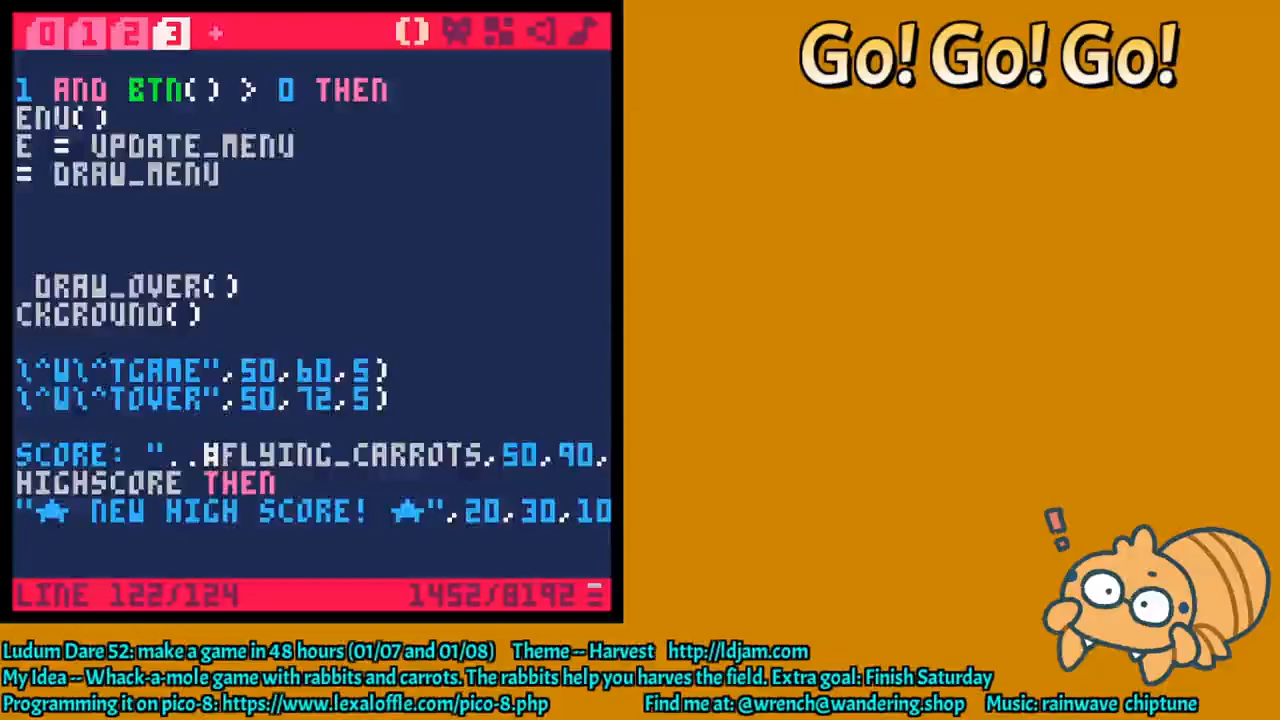 0 1 2 3 +
Go! Go! Go!
1 AND BTN() > 0 THEN
ENU()
E = UPDATE_MENU
= DRAW_MENU
DRAW_OVER()
CKGROUND()
\^W\^TGAME",50,60,5)
\^W\^TOVER",50,72,5)
SCORE: "..#FLYING_CARROTS,50,90,
HIGHSCORE THEN
"★ NEW HIGH SCORE! ★",20,30,10
LINE 122/124 1452/8192
!
Ludum Dare 52: make a game in 48 hours (01/07 and 01/08) Theme -- Harvest http://ldjam.com
My Idea -- Whack-a-mole game with rabbits and carrots. The rabbits help you harves the field. Extra goal: Finish Saturday
Programming it on pico-8: https://www.lexaloffle.com/pico-8.php Find me at: @wrench@wandering.shop Music: rainwave chiptune